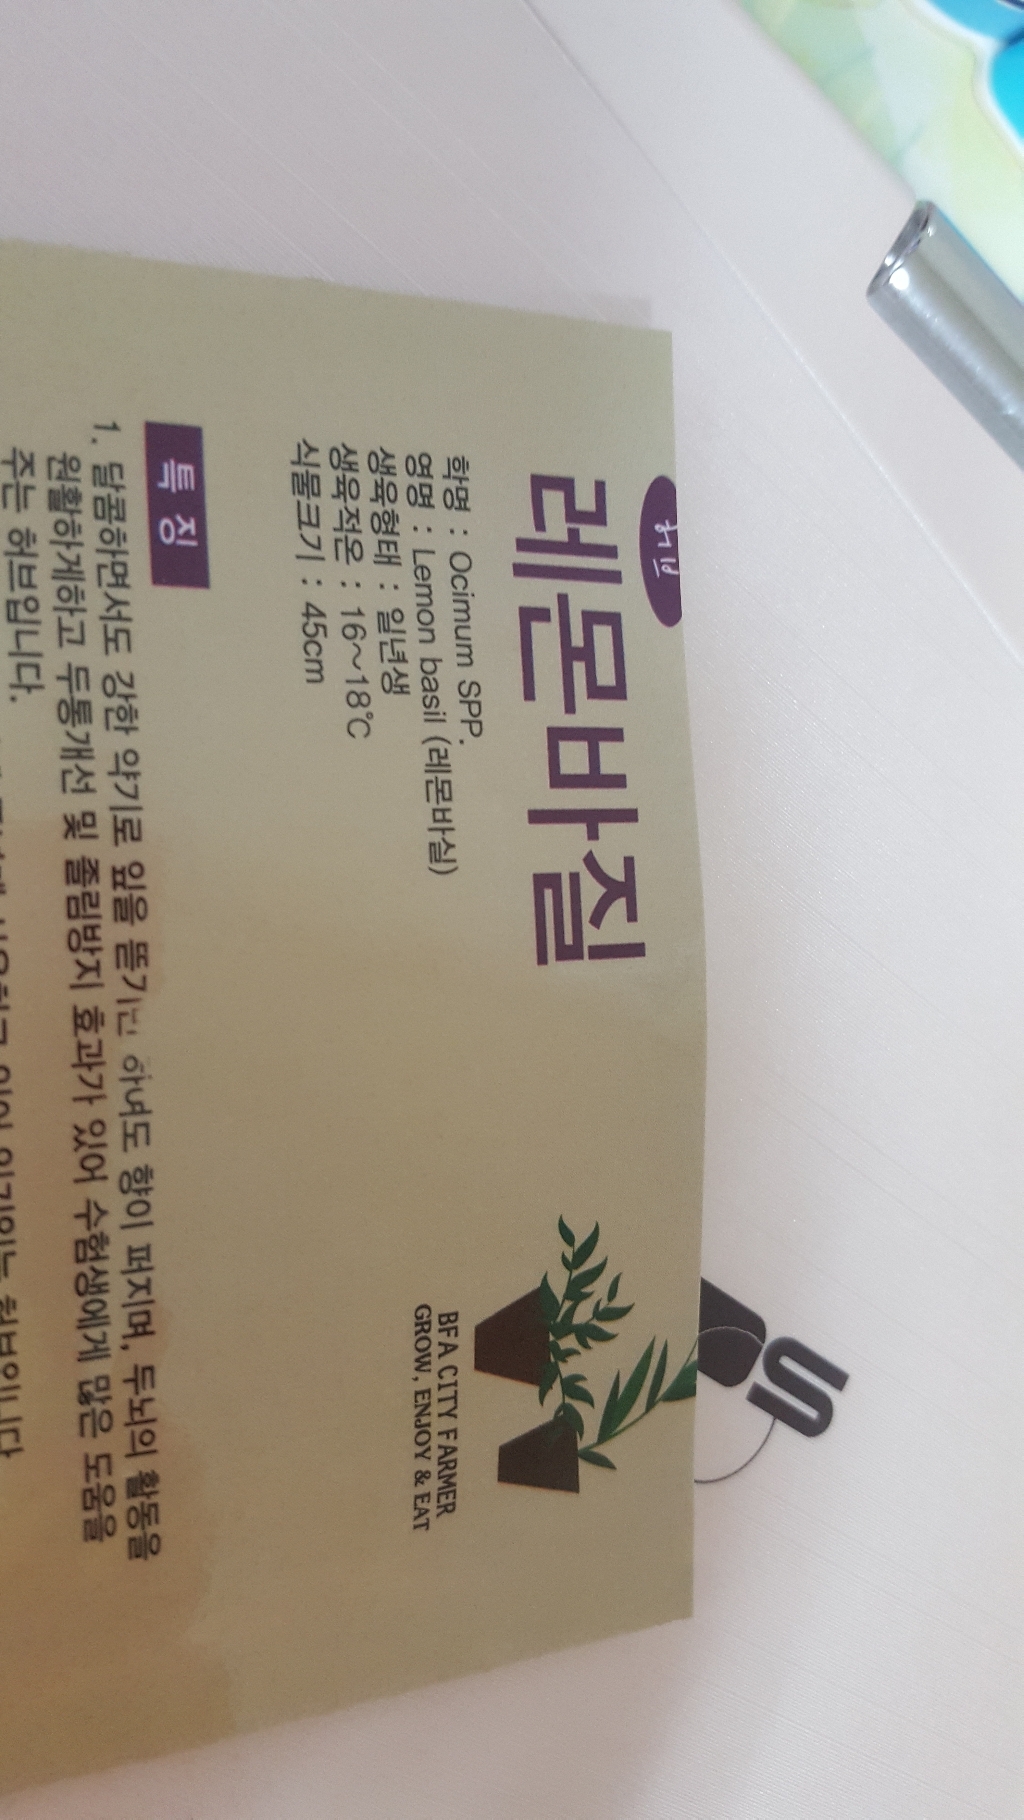 허브
레몬바질
학명 : Ocimum SPP.
영명 : Lemon basil (레몬바실)
생육형태 : 일년생
생육적온 : 16~18℃
식물크기 : 45cm
BFA CITY FARMER
GROW, ENJOY & EAT
특징
1. 달콤하면서도 강한 약기로 잎을 뜯기만 하여도 향이 퍼지며, 두뇌의 활동을
원활하게하고 두통개선 및 졸림방지 효과가 있어 수험생에게 많은 도움을
주는 허브입니다.